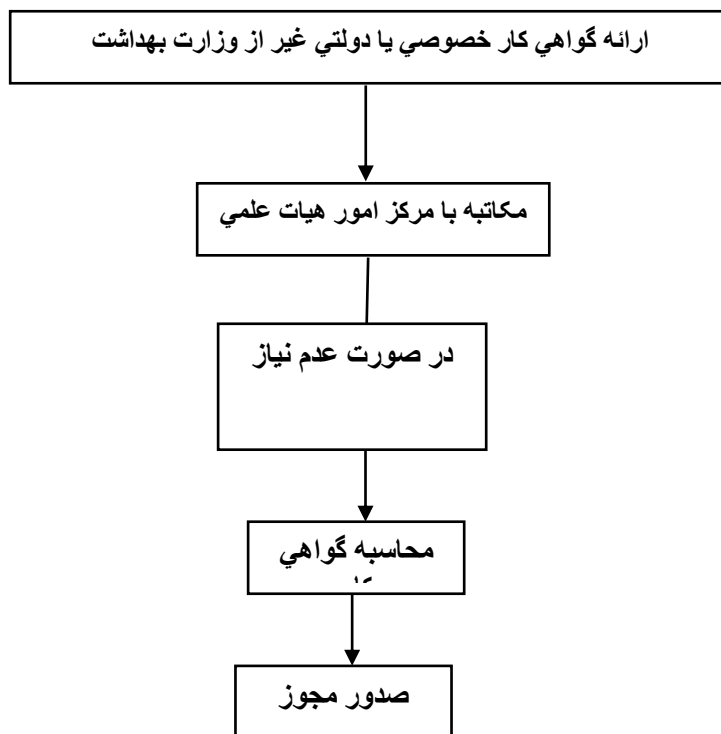 ارائه گواهي كار خصوصي يا دولتي غير از وزارت بهداشت
مكاتبه با مركز امور هيات علمي
در صورت عدم نياز
محاسبه گواهي
صدور مجوز